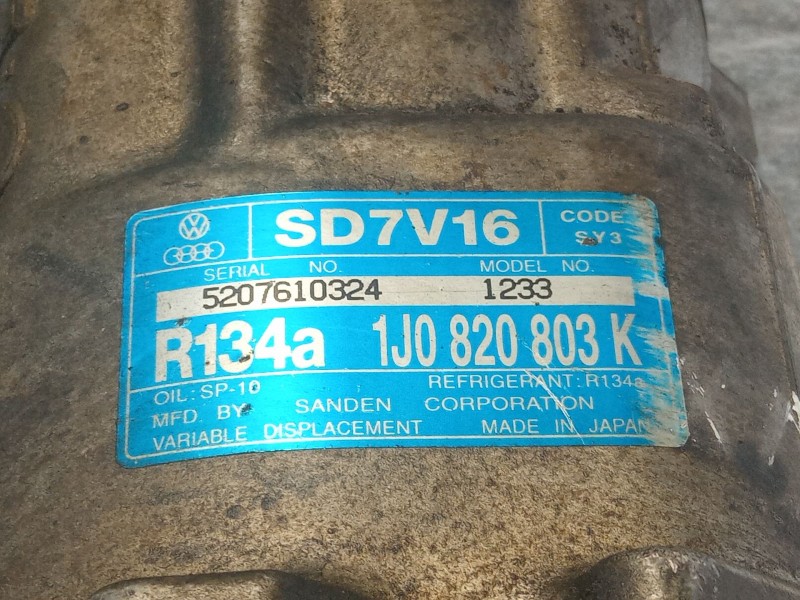 VW
SD7V16
CODE
SY3
SERIAL NO. MODEL NO.
5207610324 1233
R134a 1J0 820 803 K
OIL: SP-10 REFRIGERANT: R134a
MFD BY SANDEN CORPORATION
VARIABLE DISPLACEMENT MADE IN JAPAN